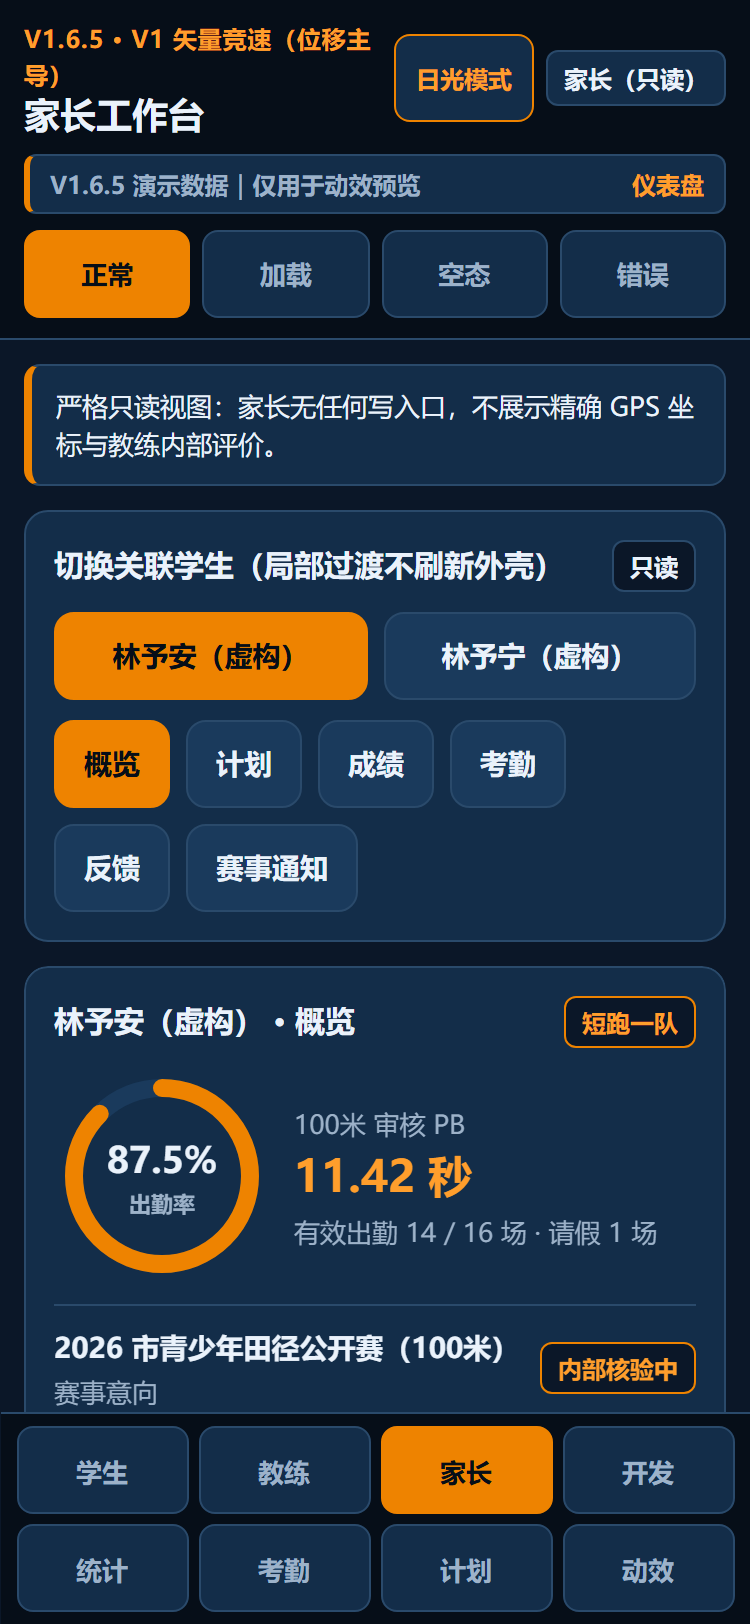 V1.6.5 • V1 矢量竞速（位移主
导）
家长工作台
日光模式
家长（只读）
V1.6.5 演示数据｜仅用于动效预览
仪表盘
正常
加载
空态
错误
严格只读视图：家长无任何写入口，不展示精确 GPS 坐
标与教练内部评价。
切换关联学生（局部过渡不刷新外壳）
只读
林予安（虚构）
林予宁（虚构）
概览
计划
成绩
考勤
反馈
赛事通知
林予安（虚构） • 概览
短跑一队
87.5%
出勤率
100米 审核 PB
11.42 秒
有效出勤 14 / 16 场 · 请假 1 场
2026 市青少年田径公开赛（100米）
赛事意向
内部核验中
学生
教练
家长
开发
统计
考勤
计划
动效